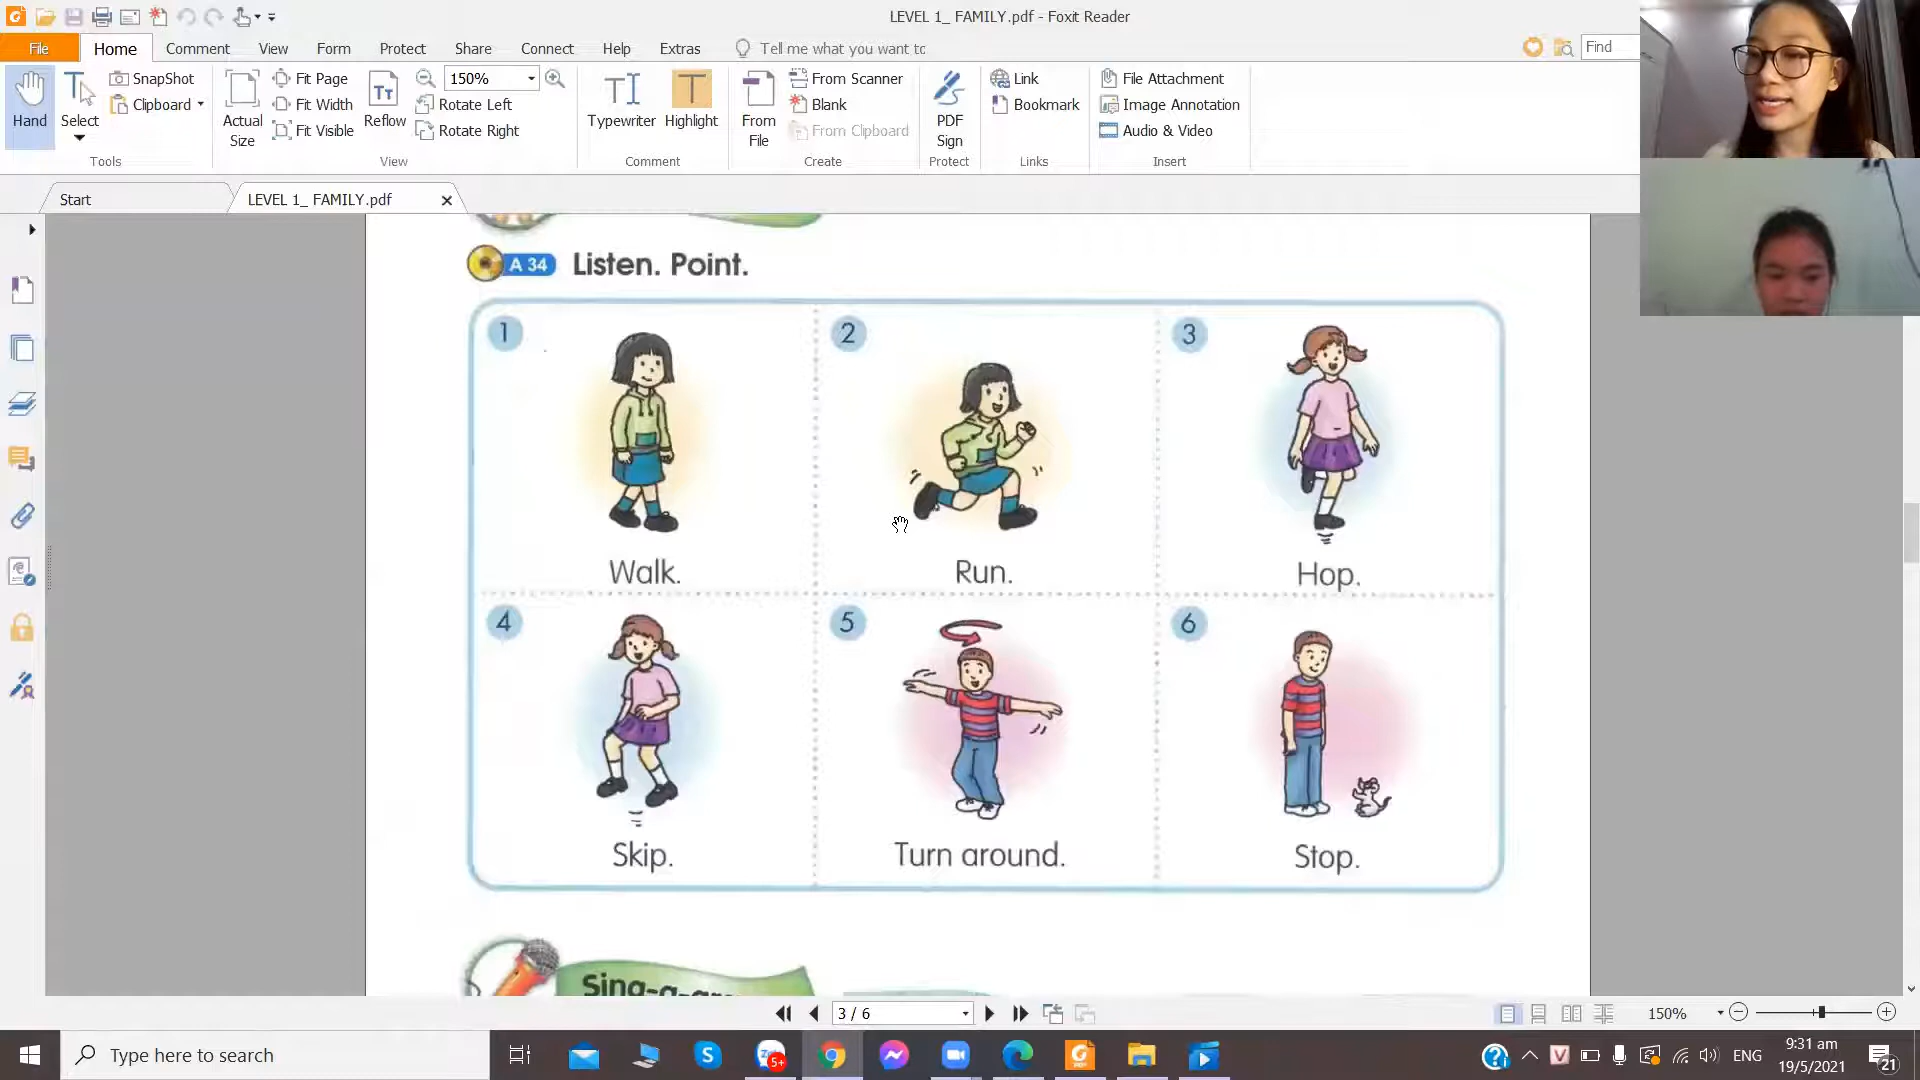 LEVEL 1_ FAMILY.pdf - Foxit Reader
File Home Comment View Form Protect Share Connect Help Extras Tell me what you want to Find
Hand
Select
SnapShot
Clipboard
Tools
Actual Size
Fit Page
Fit Width
Fit Visible
Reflow
150%
Rotate Left
Rotate Right
View
Typewriter
Highlight
Comment
From File
From Scanner
Blank
From Clipboard
Create
PDF Sign
Protect
Link
Bookmark
Links
File Attachment
Image Annotation
Audio & Video
Insert
Start
LEVEL 1_ FAMILY.pdf
A 34 Listen. Point.
1
Walk.
2
Run.
3
Hop.
4
Skip.
5
Turn around.
6
Stop.
3 / 6
150%
Type here to search
5+
ENG
9:31 am
19/5/2021
21